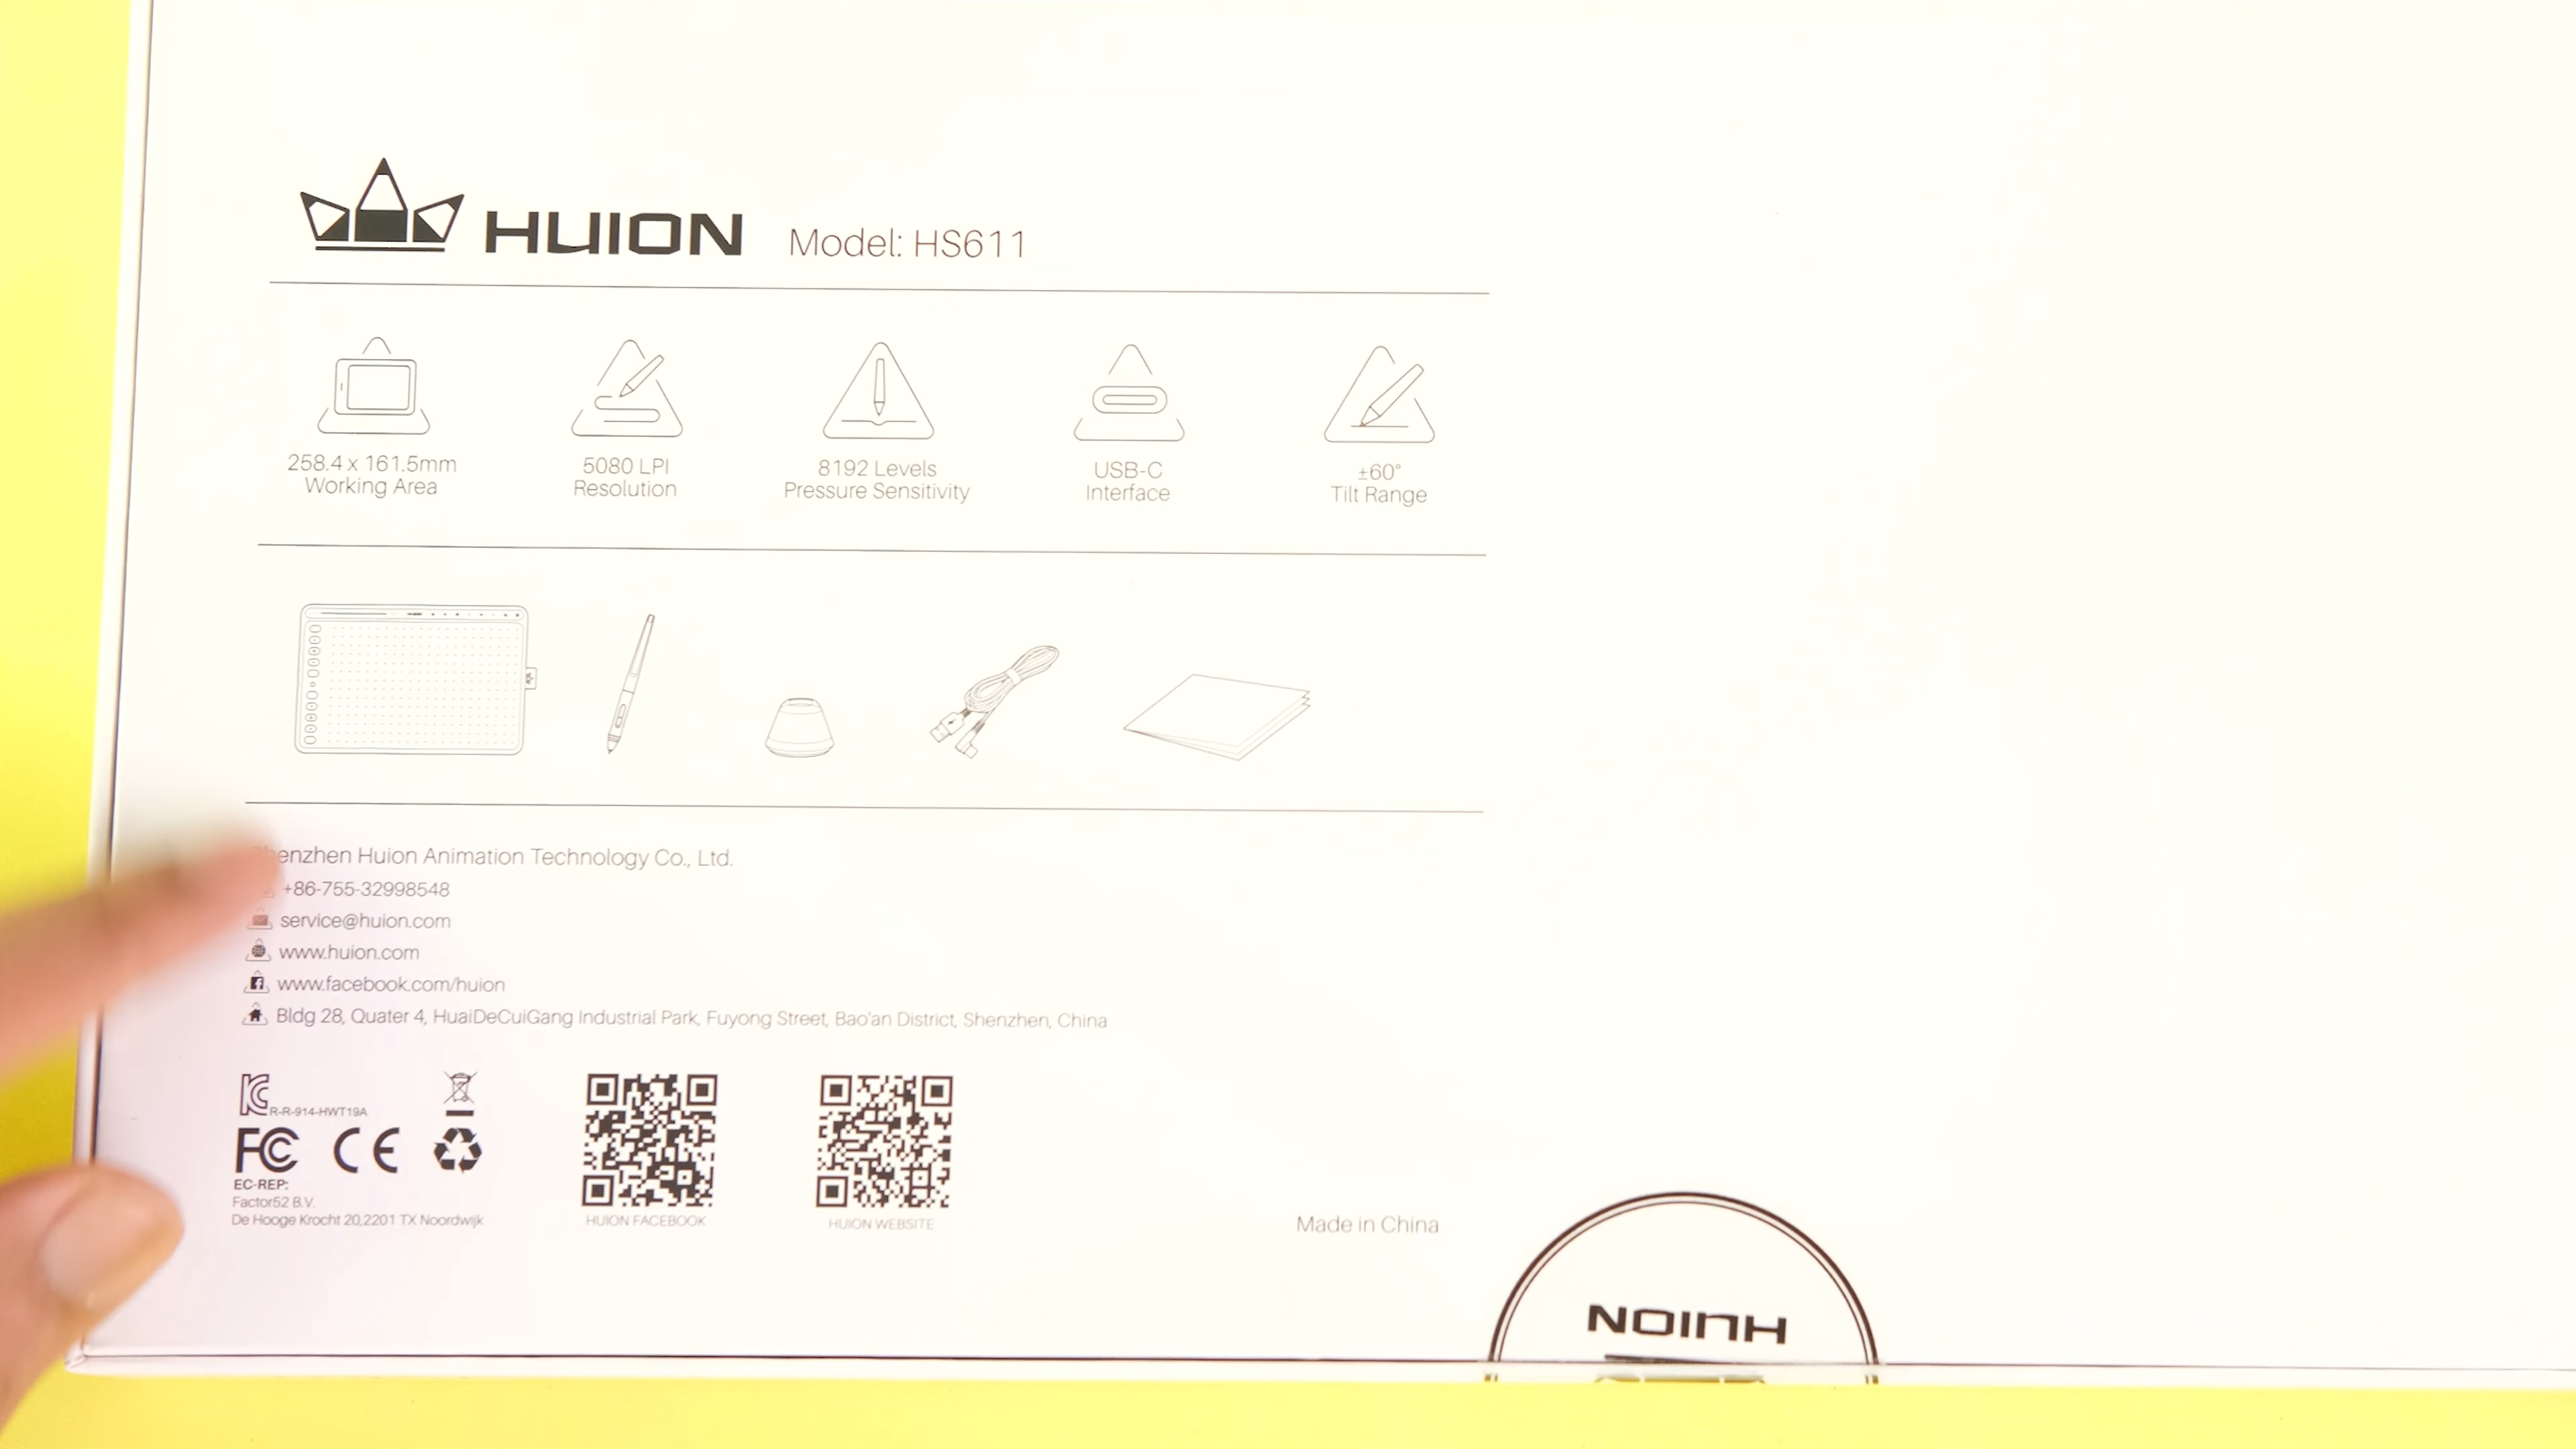 HUION Model: HS611
258.4 x 161.5mm
Working Area
5080 LPI
Resolution
8192 Levels
Pressure Sensitivity
USB-C
Interface
±60°
Tilt Range
Shenzhen Huion Animation Technology Co., Ltd.
+86-755-32998548
service@huion.com
www.huion.com
www.facebook.com/huion
Bldg 28, Quater 4, HuaiDeCuiGang Industrial Park, Fuyong Street, Bao'an District, Shenzhen, China
R-R-914-HWT19A
FC CE
EC-REP:
Factor52 B.V.
De Hooge Krocht 20,2201 TX Noordwijk
HUION FACEBOOK
HUION WEBSITE
Made in China
HUION